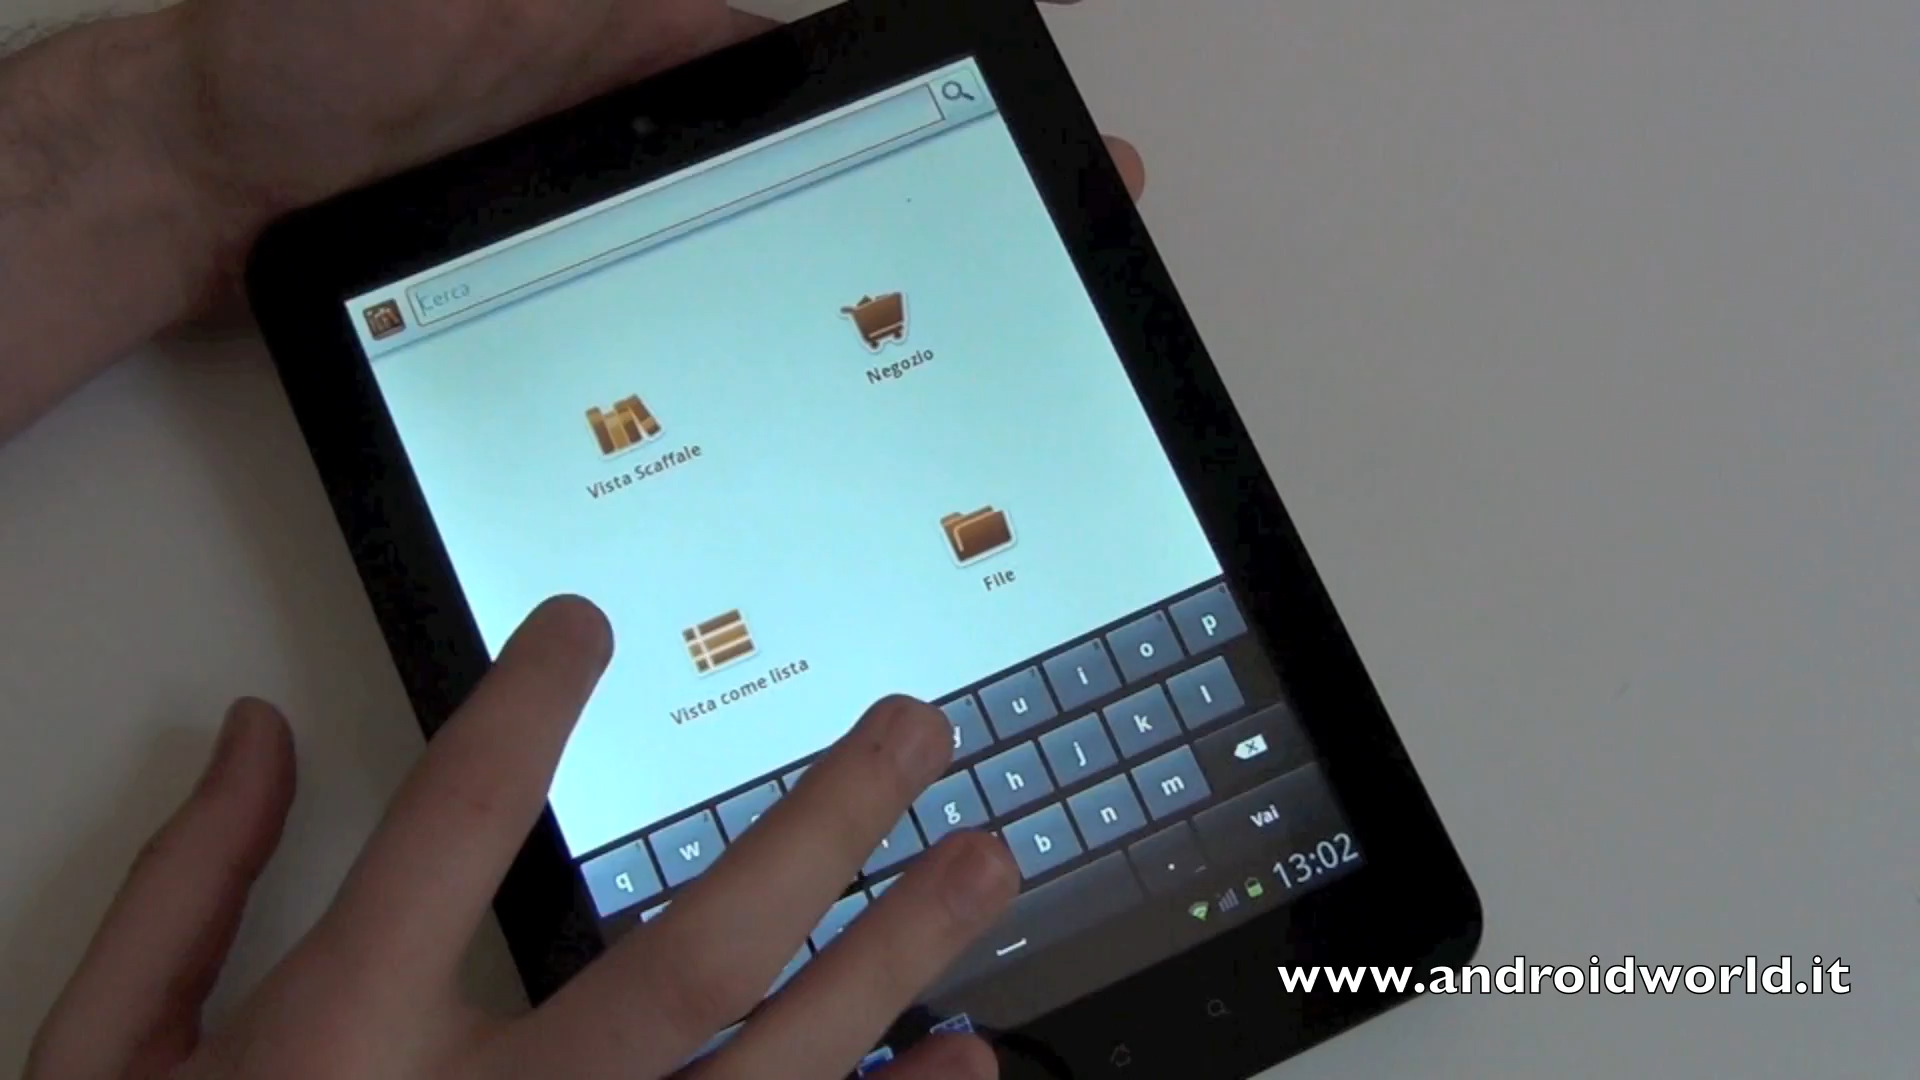 Cerca
Negozio
Vista Scaffale
File
Vista come lista
q w y u i o p
g h j k l
b n m
. Vai
13:02
www.androidworld.it